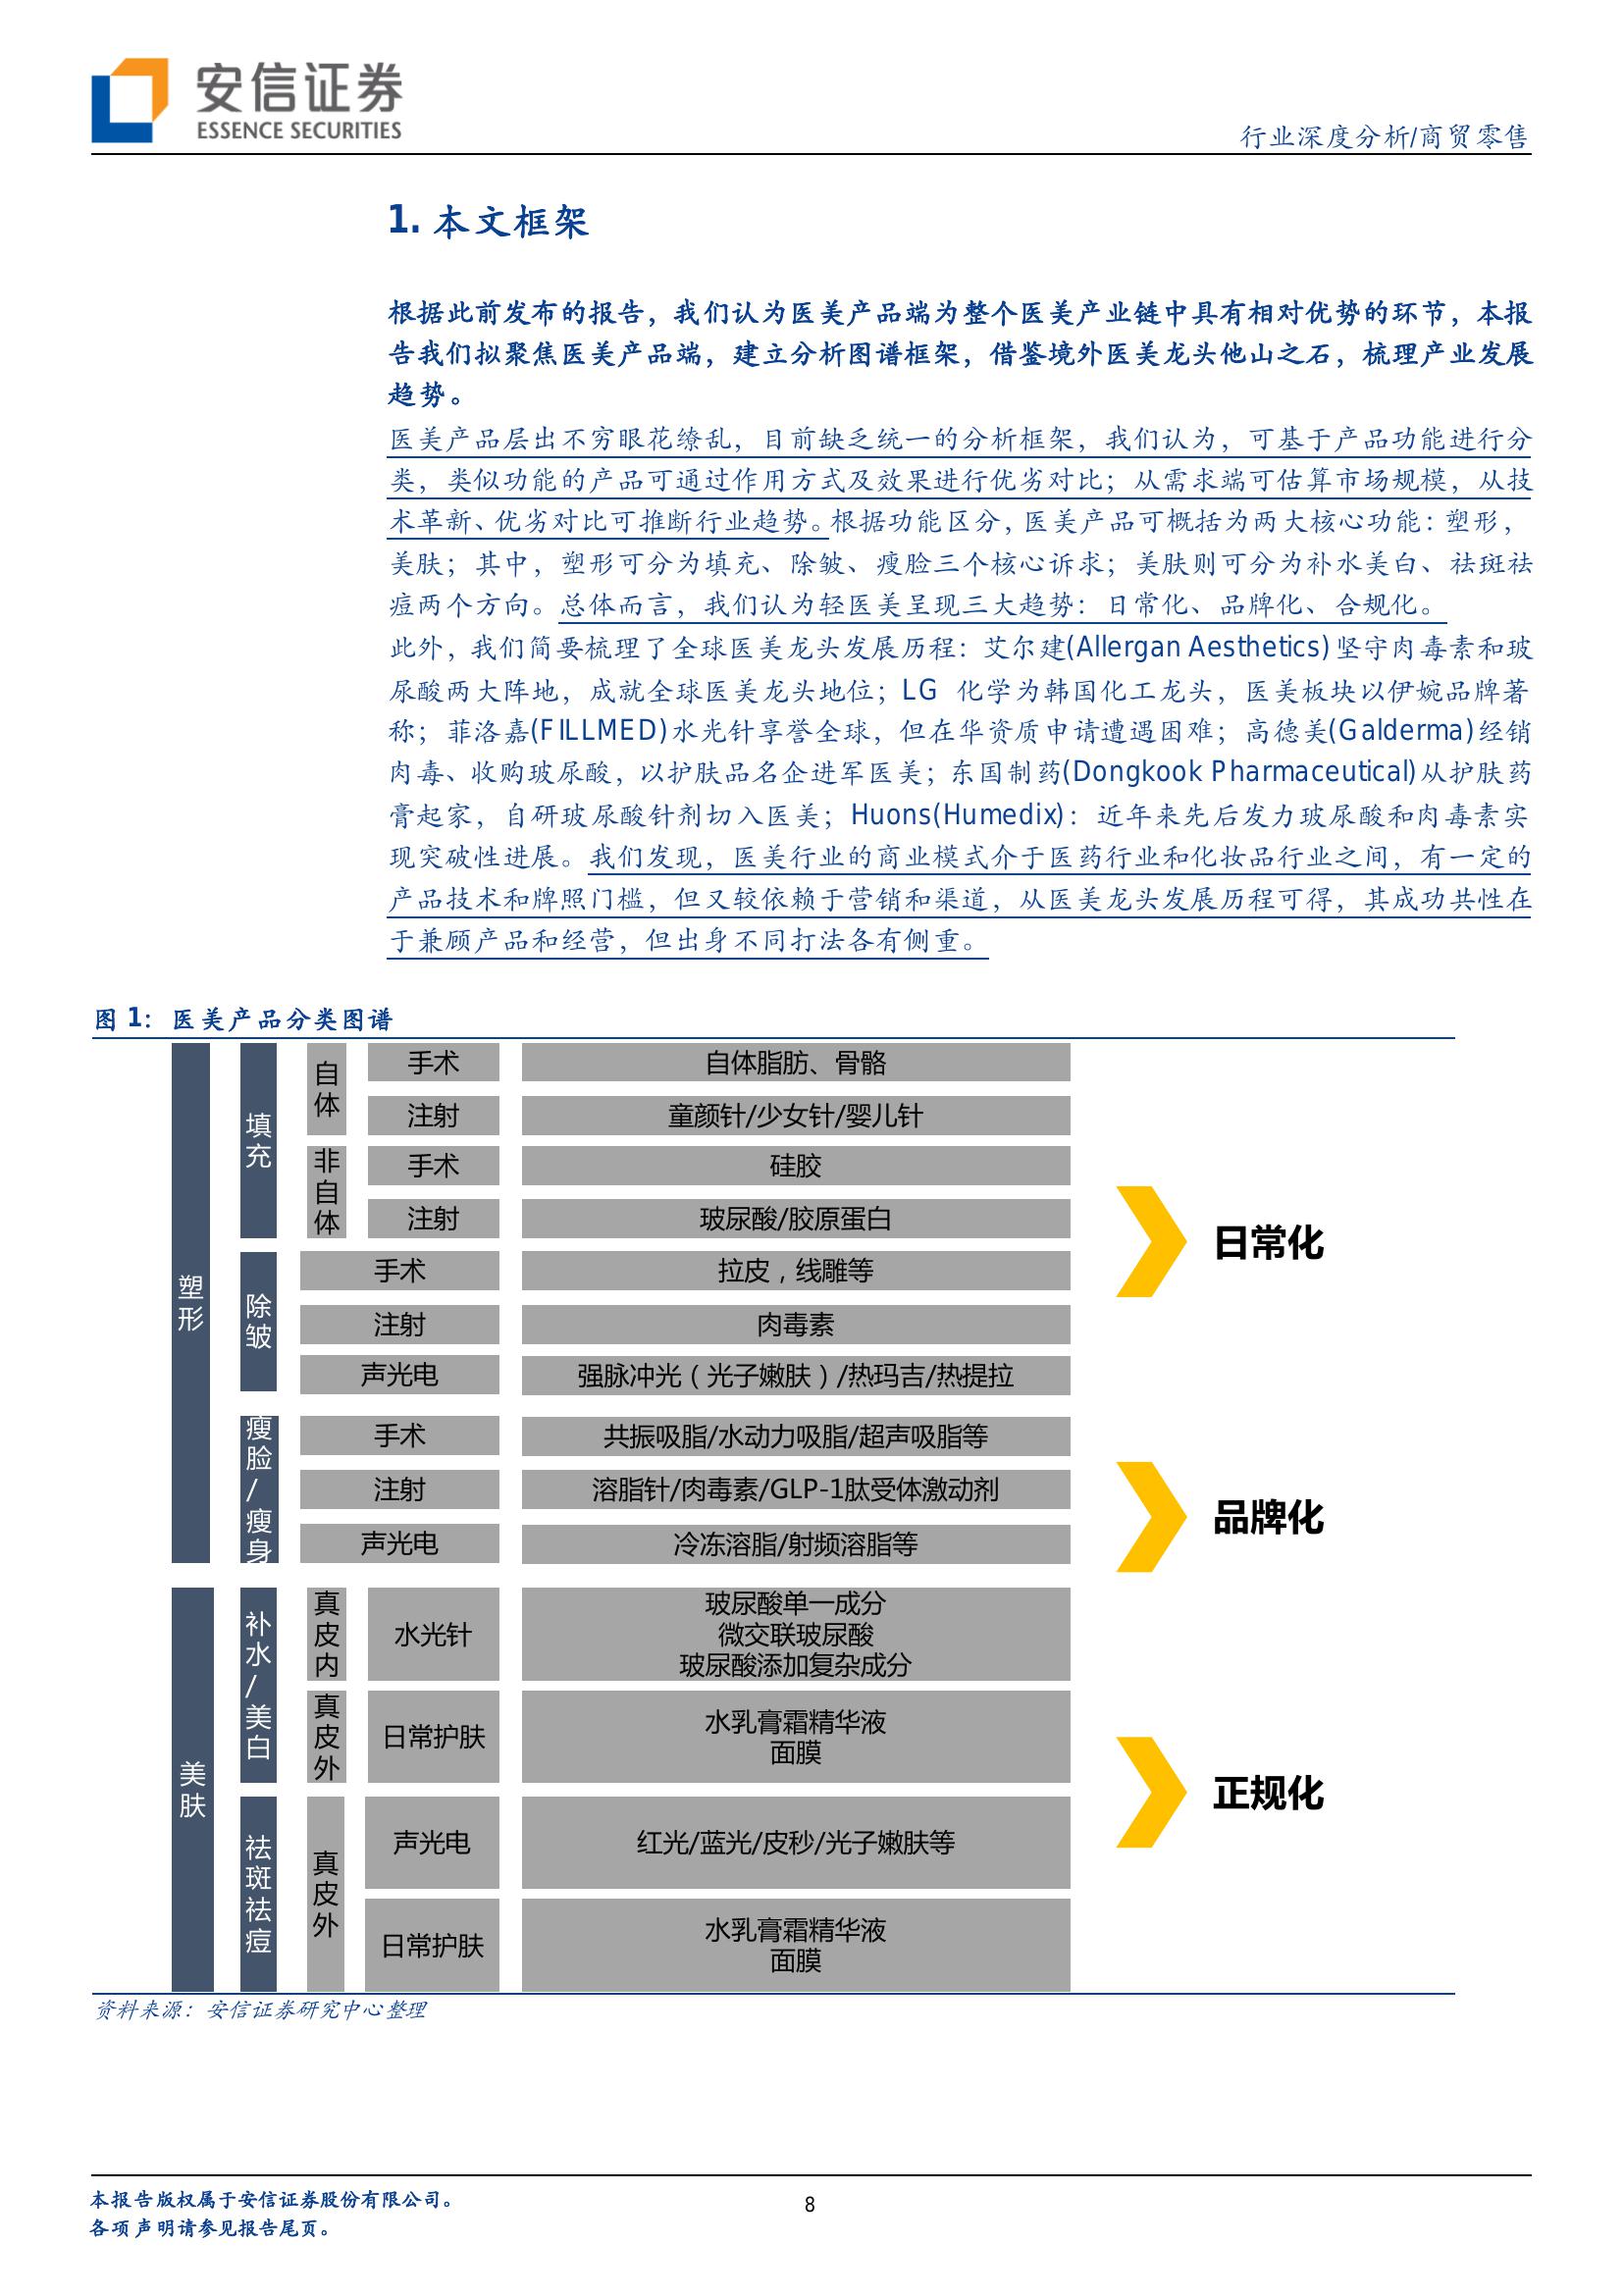 安信证券
ESSENCE SECURITIES
行业深度分析/商贸零售
1. 本文框架
根据此前发布的报告，我们认为医美产品端为整个医美产业链中具有相对优势的环节，本报
告我们拟聚焦医美产品端，建立分析图谱框架，借鉴境外医美龙头他山之石，梳理产业发展
趋势。
医美产品层出不穷眼花缭乱，目前缺乏统一的分析框架，我们认为，可基于产品功能进行分
类，类似功能的产品可通过作用方式及效果进行优劣对比；从需求端可估算市场规模，从技
术革新、优劣对比可推断行业趋势。根据功能区分，医美产品可概括为两大核心功能：塑形，
美肤；其中，塑形可分为填充、除皱、瘦脸三个核心诉求；美肤则可分为补水美白、祛斑祛
痘两个方向。总体而言，我们认为轻医美呈现三大趋势：日常化、品牌化、合规化。
此外，我们简要梳理了全球医美龙头发展历程：艾尔建(Allergan Aesthetics)坚守肉毒素和玻
尿酸两大阵地，成就全球医美龙头地位；LG 化学为韩国化工龙头，医美板块以伊婉品牌著
称；菲洛嘉(FILLMED)水光针享誉全球，但在华资质申请遭遇困难；高德美(Galderma)经销
肉毒、收购玻尿酸，以护肤品名企进军医美；东国制药(Dongkook Pharmaceutical)从护肤药
膏起家，自研玻尿酸针剂切入医美；Huons(Humedix)：近年来先后发力玻尿酸和肉毒素实
现突破性进展。我们发现，医美行业的商业模式介于医药行业和化妆品行业之间，有一定的
产品技术和牌照门槛，但又较依赖于营销和渠道，从医美龙头发展历程可得，其成功共性在
于兼顾产品和经营，但出身不同打法各有侧重。
图 1：医美产品分类图谱
塑形
填充
自体
手术
自体脂肪、骨骼
注射
童颜针/少女针/婴儿针
非自体
手术
硅胶
注射
玻尿酸/胶原蛋白
除皱
手术
拉皮，线雕等
注射
肉毒素
声光电
强脉冲光（光子嫩肤）/热玛吉/热提拉
瘦脸/瘦身
手术
共振吸脂/水动力吸脂/超声吸脂等
注射
溶脂针/肉毒素/GLP-1肽受体激动剂
声光电
冷冻溶脂/射频溶脂等
美肤
补水/美白
真皮内
水光针
玻尿酸单一成分
微交联玻尿酸
玻尿酸添加复杂成分
真皮外
日常护肤
水乳膏霜精华液
面膜
祛斑祛痘
真皮外
声光电
红光/蓝光/皮秒/光子嫩肤等
日常护肤
水乳膏霜精华液
面膜
日常化
品牌化
正规化
资料来源：安信证券研究中心整理
本报告版权属于安信证券股份有限公司。
各项声明请参见报告尾页。
8